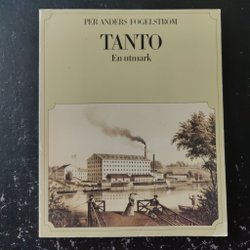 PER ANDERS FOGELSTRÖM
TANTO
En utmark